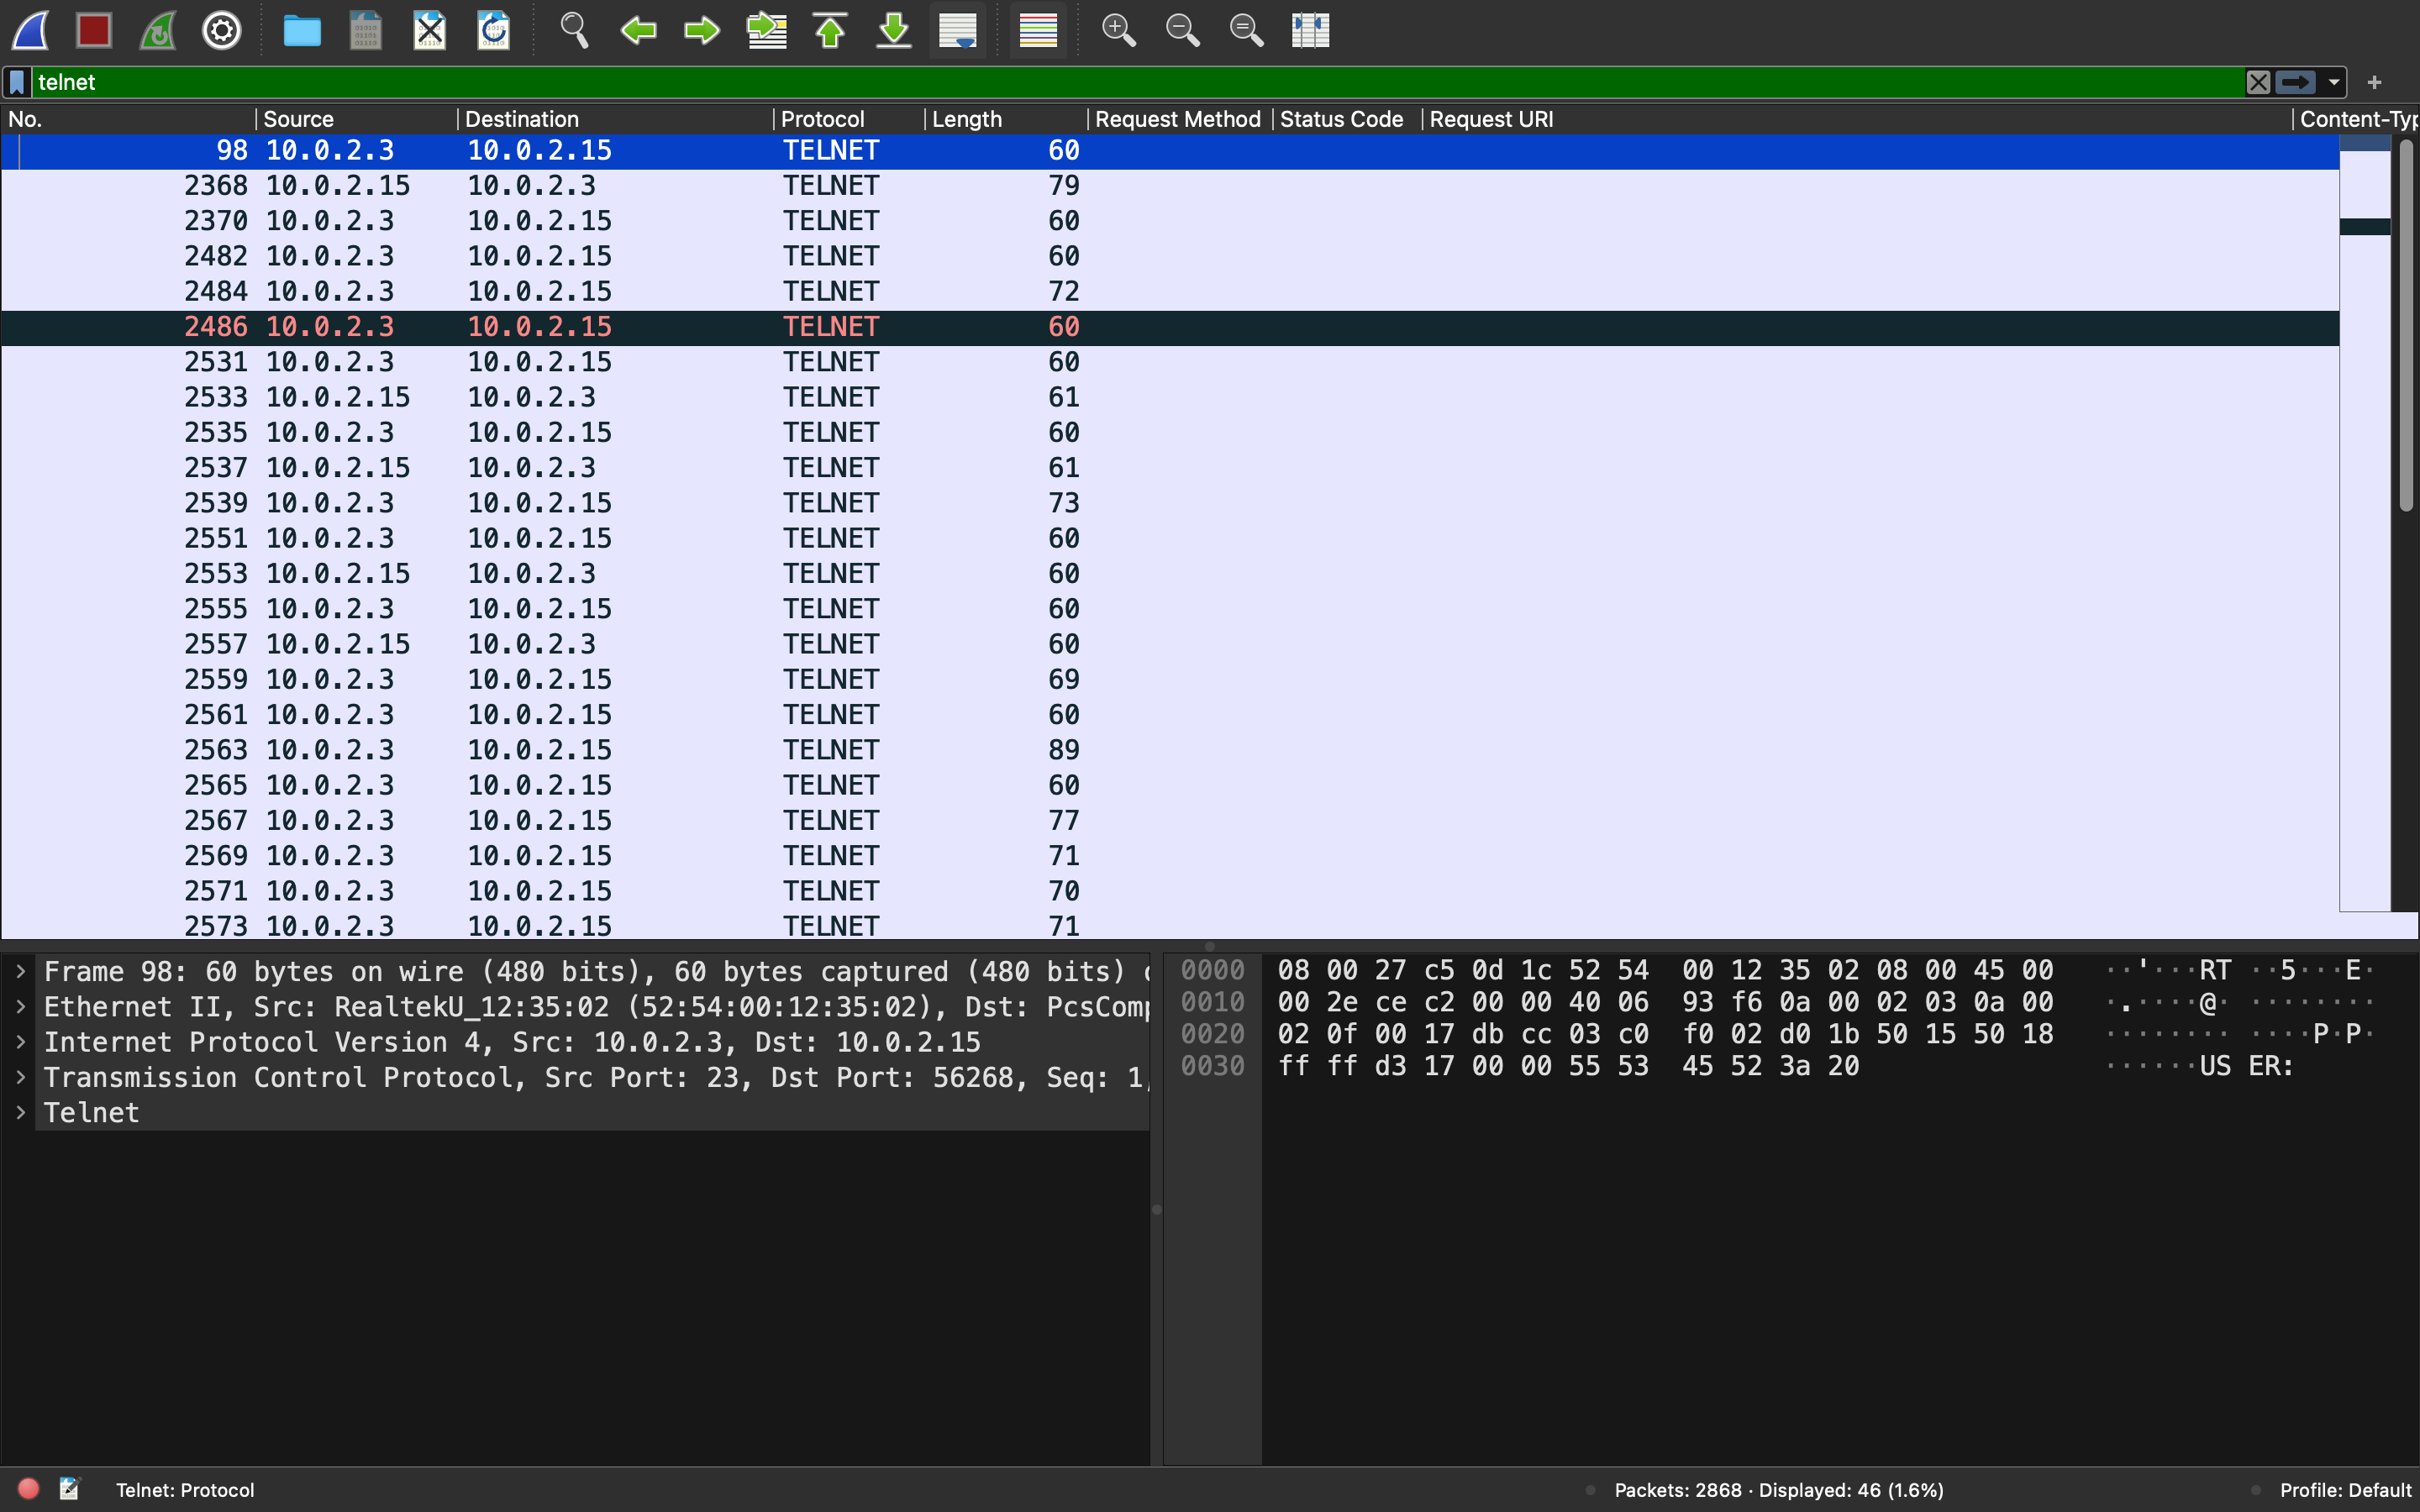 telnet
No. Source Destination Protocol Length Request Method Status Code Request URI Content-Typ
98 10.0.2.3 10.0.2.15 TELNET 60
2368 10.0.2.15 10.0.2.3 TELNET 79
2370 10.0.2.3 10.0.2.15 TELNET 60
2482 10.0.2.3 10.0.2.15 TELNET 60
2484 10.0.2.3 10.0.2.15 TELNET 72
2486 10.0.2.3 10.0.2.15 TELNET 60
2531 10.0.2.3 10.0.2.15 TELNET 60
2533 10.0.2.15 10.0.2.3 TELNET 61
2535 10.0.2.3 10.0.2.15 TELNET 60
2537 10.0.2.15 10.0.2.3 TELNET 61
2539 10.0.2.3 10.0.2.15 TELNET 73
2551 10.0.2.3 10.0.2.15 TELNET 60
2553 10.0.2.15 10.0.2.3 TELNET 60
2555 10.0.2.3 10.0.2.15 TELNET 60
2557 10.0.2.15 10.0.2.3 TELNET 60
2559 10.0.2.3 10.0.2.15 TELNET 69
2561 10.0.2.3 10.0.2.15 TELNET 60
2563 10.0.2.3 10.0.2.15 TELNET 89
2565 10.0.2.3 10.0.2.15 TELNET 60
2567 10.0.2.3 10.0.2.15 TELNET 77
2569 10.0.2.3 10.0.2.15 TELNET 71
2571 10.0.2.3 10.0.2.15 TELNET 70
2573 10.0.2.3 10.0.2.15 TELNET 71
Frame 98: 60 bytes on wire (480 bits), 60 bytes captured (480 bits)
Ethernet II, Src: RealtekU_12:35:02 (52:54:00:12:35:02), Dst: PcsComp
Internet Protocol Version 4, Src: 10.0.2.3, Dst: 10.0.2.15
Transmission Control Protocol, Src Port: 23, Dst Port: 56268, Seq: 1,
Telnet
0000 08 00 27 c5 0d 1c 52 54 00 12 35 02 08 00 45 00 ··'···RT ··5···E·
0010 00 2e ce c2 00 00 40 06 93 f6 0a 00 02 03 0a 00 ·.····@· ········
0020 02 0f 00 17 db cc 03 c0 f0 02 d0 1b 50 15 50 18 ········ ····P·P·
0030 ff ff d3 17 00 00 55 53 45 52 3a 20 ······US ER:
Telnet: Protocol
Packets: 2868 · Displayed: 46 (1.6%)
Profile: Default